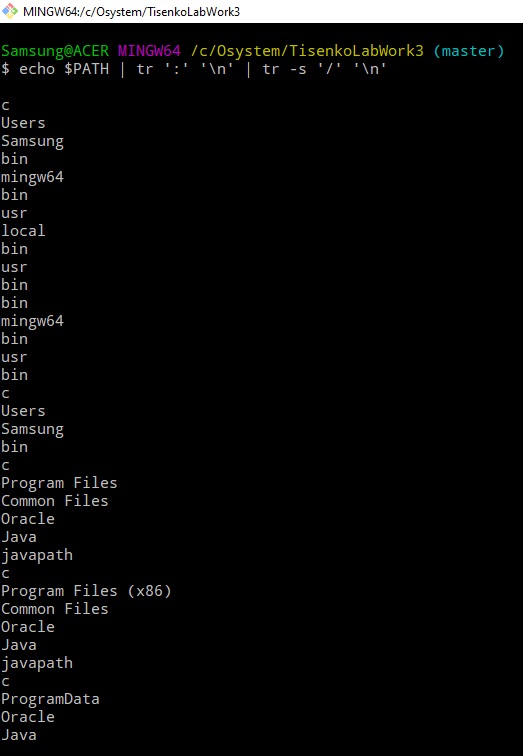 MINGW64:/c/Osystem/TisenkoLabWork3
Samsung@ACER MINGW64 /c/Osystem/TisenkoLabWork3 (master)
$ echo $PATH | tr ':' '\n' | tr -s '/' '\n'
c
Users
Samsung
bin
mingw64
bin
usr
local
bin
usr
bin
bin
mingw64
bin
usr
bin
c
Users
Samsung
bin
c
Program Files
Common Files
Oracle
Java
javapath
c
Program Files (x86)
Common Files
Oracle
Java
javapath
c
ProgramData
Oracle
Java